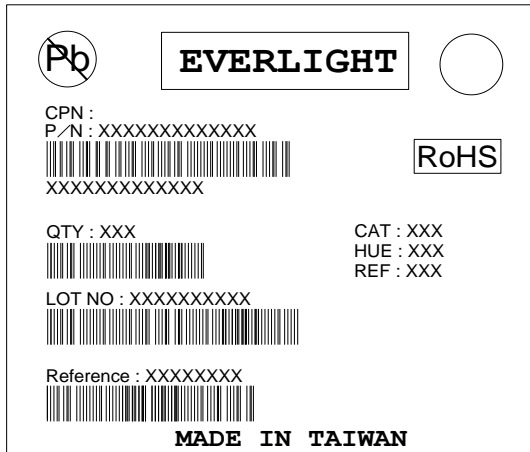 Pb
EVERLIGHT
CPN :
P/N : XXXXXXXXXXXXX
RoHS
XXXXXXXXXXXXX
QTY : XXX
CAT : XXX
HUE : XXX
REF : XXX
LOT NO : XXXXXXXXXX
Reference : XXXXXXXX
MADE IN TAIWAN